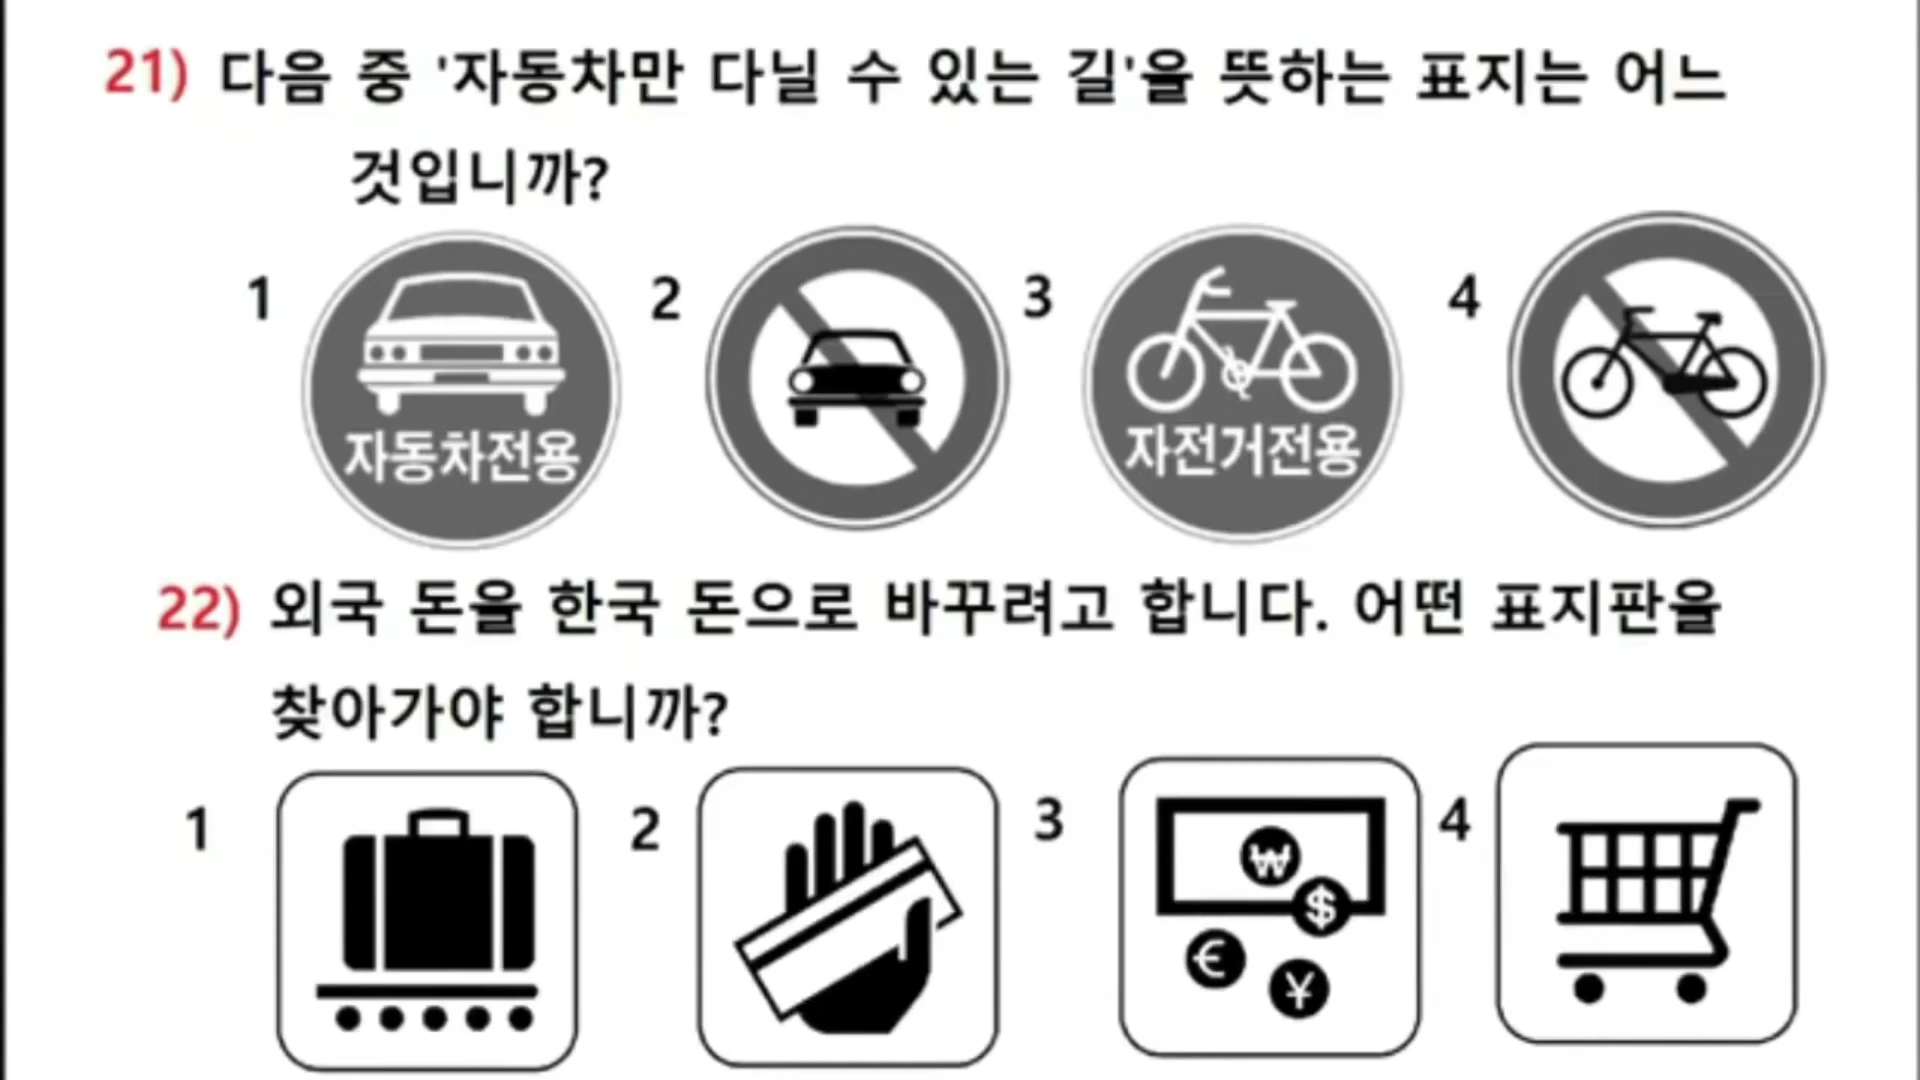 21) 다음 중 '자동차만 다닐 수 있는 길'을 뜻하는 표지는 어느
것입니까?
1 2 3 4
자동차전용 자전거전용
22) 외국 돈을 한국 돈으로 바꾸려고 합니다. 어떤 표지판을
찾아가야 합니까?
1 2 3 4
₩
$
€
¥